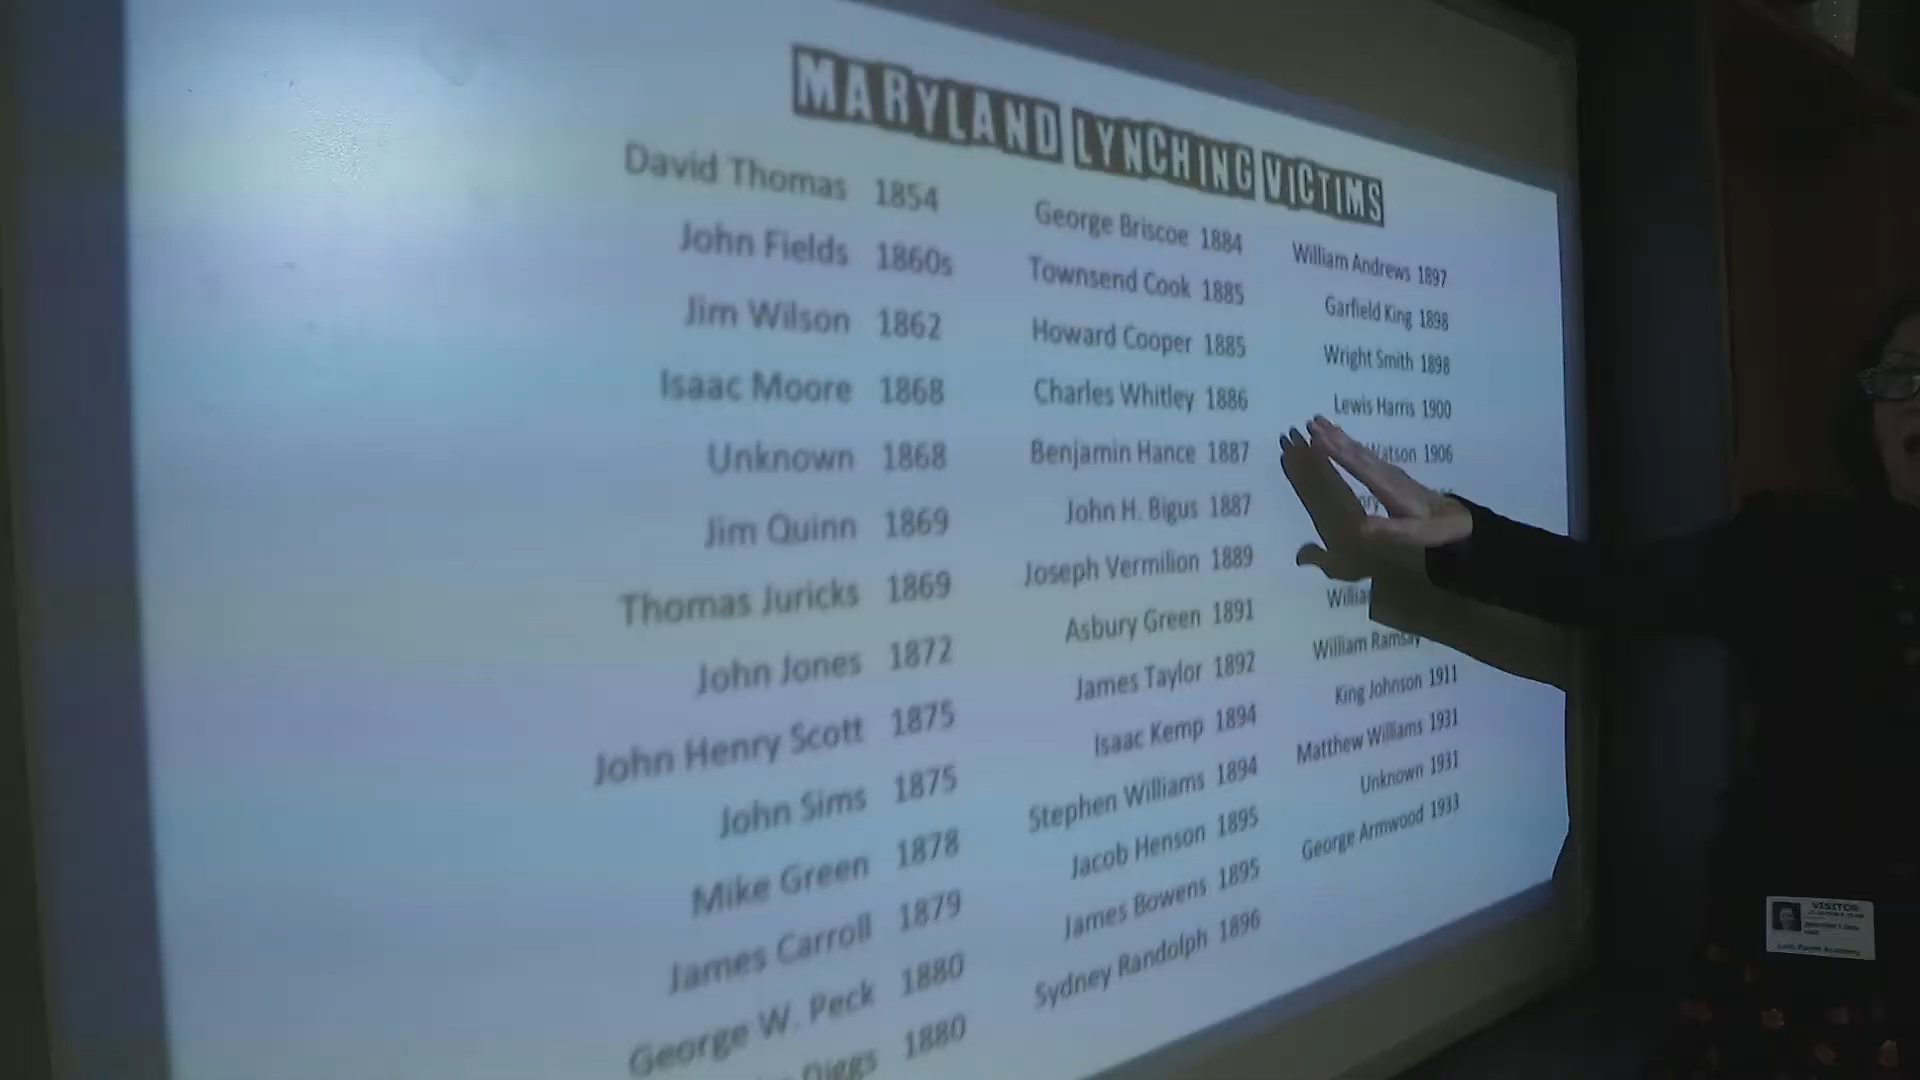 MARYLAND LYNCHING VICTIMS
David Thomas 1854
John Fields 1860s
Jim Wilson 1862
Isaac Moore 1868
Unknown 1868
Jim Quinn 1869
Thomas Juricks 1869
John Jones 1872
John Henry Scott 1875
John Sims 1875
Mike Green 1878
James Carroll 1879
George W. Peck 1880
Diggs 1880
George Briscoe 1884
Townsend Cook 1885
Howard Cooper 1885
Charles Whitley 1886
Benjamin Hance 1887
John H. Bigus 1887
Joseph Vermilion 1889
Asbury Green 1891
James Taylor 1892
Isaac Kemp 1894
Stephen Williams 1894
Jacob Henson 1895
James Bowens 1895
Sydney Randolph 1896
William Andrews 1897
Garfield King 1898
Wright Smith 1898
Lewis Harris 1900
Watson 1906
William Ramsay
King Johnson 1911
Matthew Williams 1931
Unknown 1931
George Armwood 1933
VISITOR